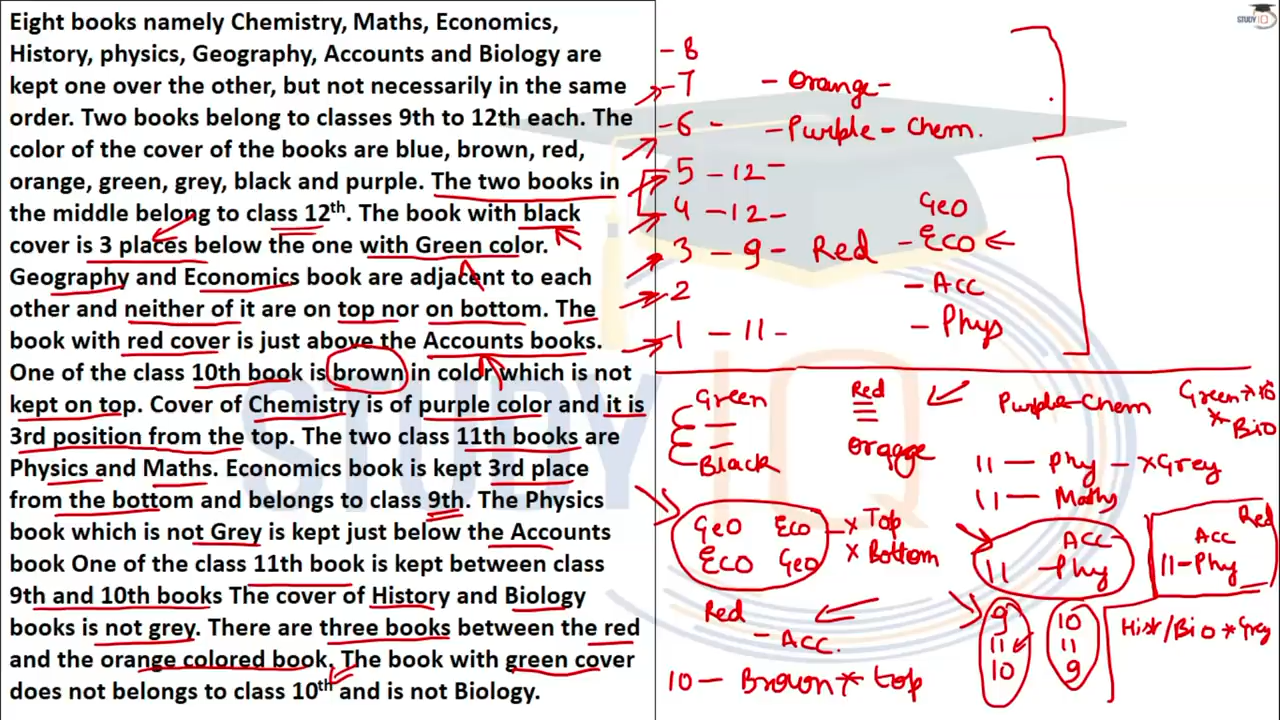 Eight books namely Chemistry, Maths, Economics,
History, physics, Geography, Accounts and Biology are
kept one over the other, but not necessarily in the same
order. Two books belong to classes 9th to 12th each. The
color of the cover of the books are blue, brown, red,
orange, green, grey, black and purple. The two books in
the middle belong to class 12th. The book with black
cover is 3 places below the one with Green color.
Geography and Economics book are adjacent to each
other and neither of it are on top nor on bottom. The
book with red cover is just above the Accounts books.
One of the class 10th book is brown in color which is not
kept on top. Cover of Chemistry is of purple color and it is
3rd position from the top. The two class 11th books are
Physics and Maths. Economics book is kept 3rd place
from the bottom and belongs to class 9th. The Physics
book which is not Grey is kept just below the Accounts
book One of the class 11th book is kept between class
9th and 10th books The cover of History and Biology
books is not grey. There are three books between the red
and the orange colored book. The book with green cover
does not belongs to class 10th and is not Biology.
STUDY IQ
- 8
- 7 - Orange -
- 6 - - Purple - Chem.
5 - 12 -
4 - 12 -
Geo
3 - 9 - Red - ECO
2 - Acc
1 - 11 - - Phys
Green Red Purple-Chem Green * 10
* Bio
Black Orange 11 - Phy - *Grey
11 - Maths
Geo Eco x Top
ECO Geo x Bottom
Acc
11 - Phy
Red
Acc
11-Phy
Red
- Acc.
9 10
11 11
10 9
Hist/Bio * Grey
10 - Brown * top
STUDY IQ